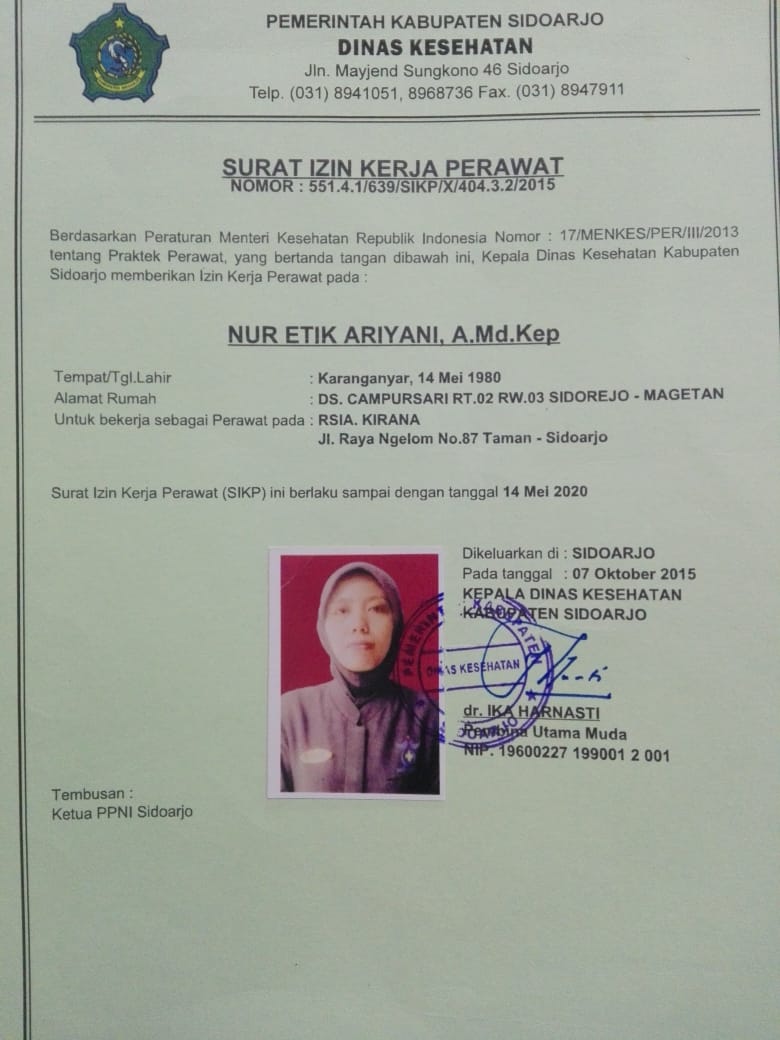 PEMERINTAH KABUPATEN SIDOARJO
DINAS KESEHATAN
Jln. Mayjend Sungkono 46 Sidoarjo
Telp. (031) 8941051, 8968736 Fax. (031) 8947911
SURAT IZIN KERJA PERAWAT
NOMOR : 551.4.1/639/SIKP/X/404.3.2/2015
Berdasarkan Peraturan Menteri Kesehatan Republik Indonesia Nomor : 17/MENKES/PER/III/2013
tentang Praktek Perawat, yang bertanda tangan dibawah ini, Kepala Dinas Kesehatan Kabupaten
Sidoarjo memberikan Izin Kerja Perawat pada :
NUR ETIK ARIYANI, A.Md.Kep
Tempat/Tgl.Lahir : Karanganyar, 14 Mei 1980
Alamat Rumah : DS. CAMPURSARI RT.02 RW.03 SIDOREJO - MAGETAN
Untuk bekerja sebagai Perawat pada : RSIA. KIRANA
Jl. Raya Ngelom No.87 Taman - Sidoarjo
Surat Izin Kerja Perawat (SIKP) ini berlaku sampai dengan tanggal 14 Mei 2020
Dikeluarkan di : SIDOARJO
Pada tanggal : 07 Oktober 2015
KEPALA DINAS KESEHATAN
KABUPATEN SIDOARJO
PEMERINTAH KABUPATEN
DINAS KESEHATAN
SIDOARJO
dr. IKA HARNASTI
Pembina Utama Muda
NIP. 19600227 199001 2 001
Tembusan :
Ketua PPNI Sidoarjo